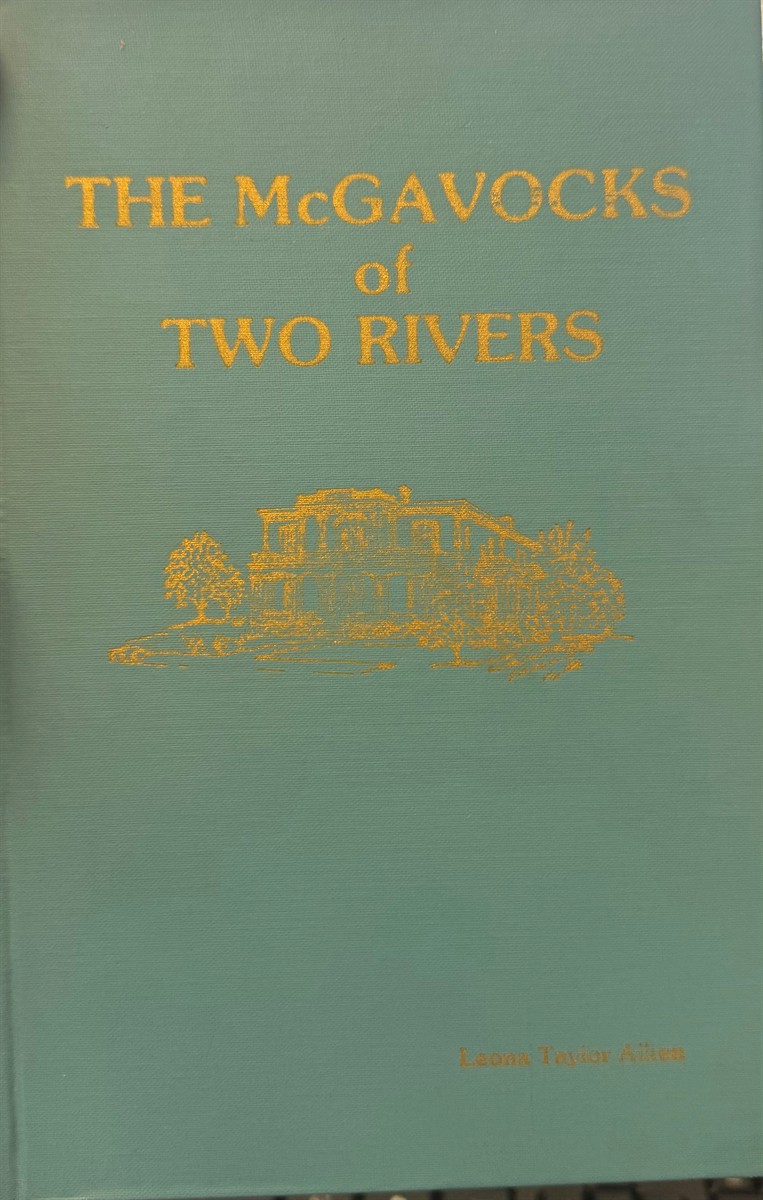 THE McGAVOCKS
of
TWO RIVERS
Leona Taylor Aiken